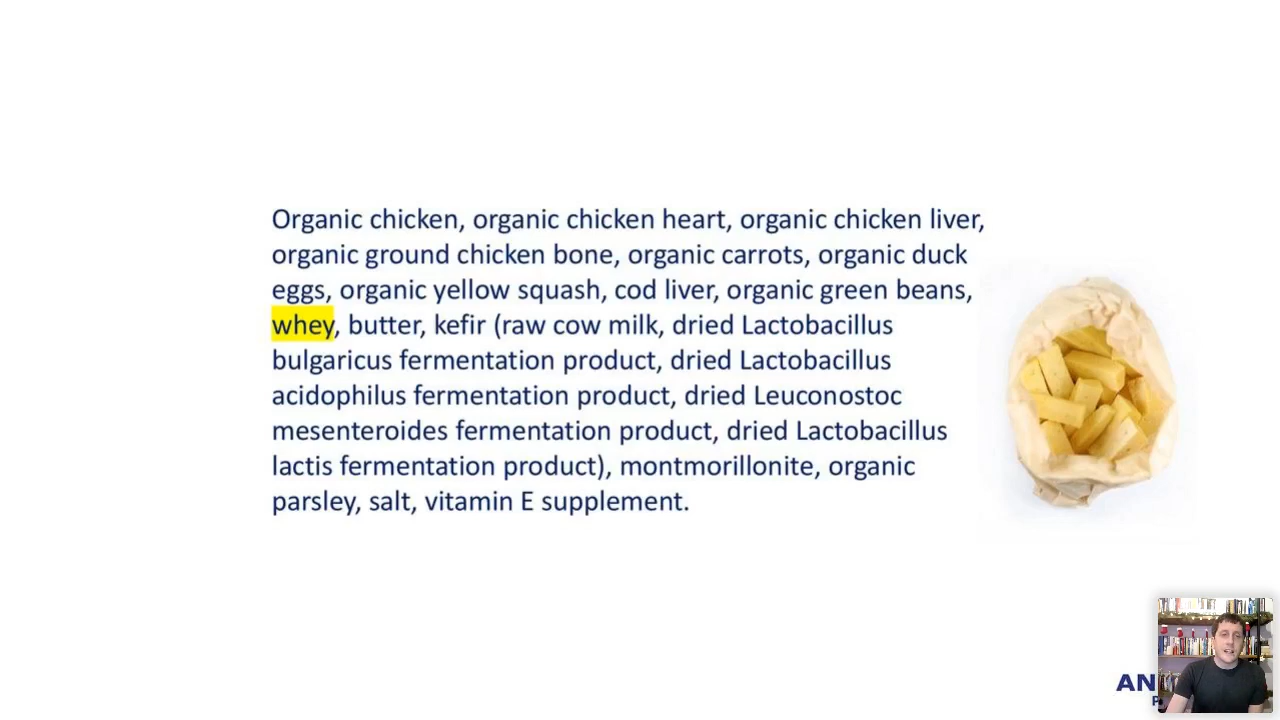 Organic chicken, organic chicken heart, organic chicken liver,
organic ground chicken bone, organic carrots, organic duck
eggs, organic yellow squash, cod liver, organic green beans,
whey, butter, kefir (raw cow milk, dried Lactobacillus
bulgaricus fermentation product, dried Lactobacillus
acidophilus fermentation product, dried Leuconostoc
mesenteroides fermentation product, dried Lactobacillus
lactis fermentation product), montmorillonite, organic
parsley, salt, vitamin E supplement.
AN